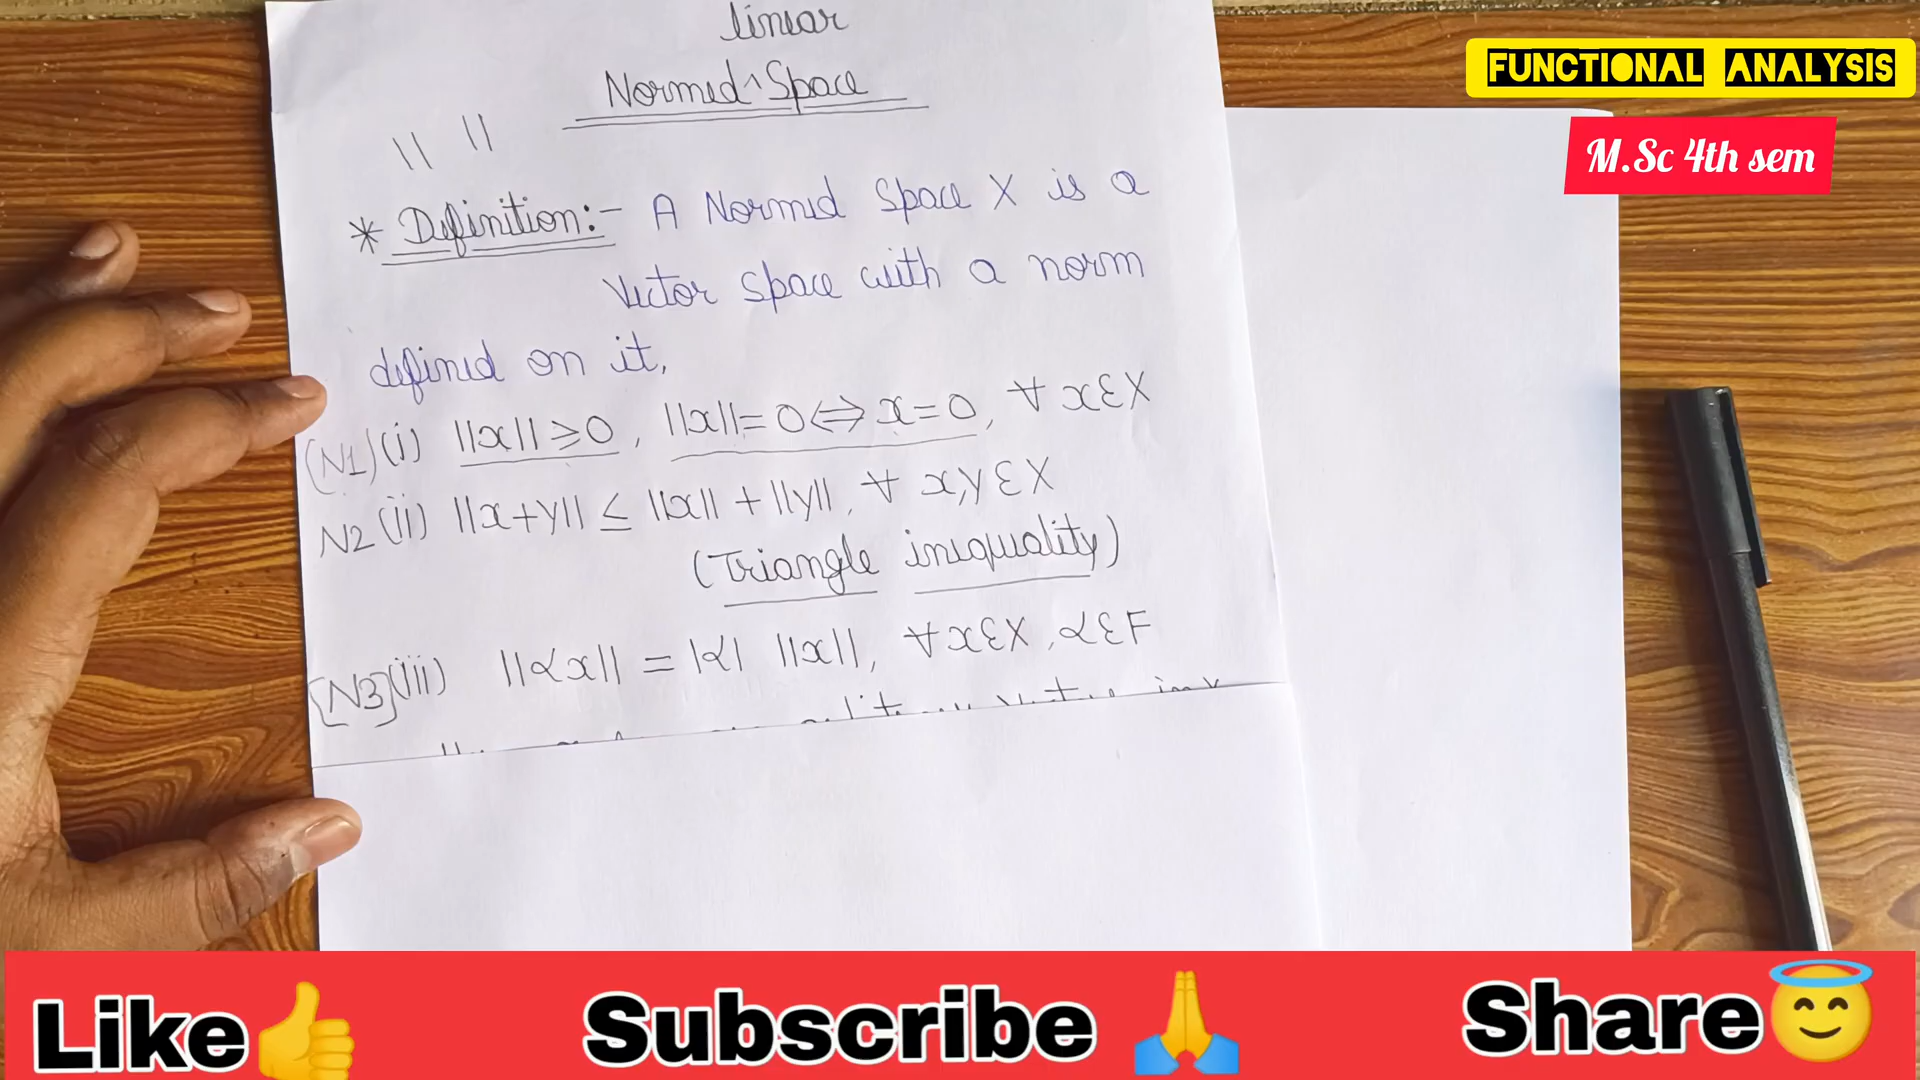 linear
Normed ^ Space
|| ||
* Definition:- A Normed Space X is a
Vector space with a norm
defined on it,
(N1) (i) ||x|| ≥ 0, ||x|| = 0 ⇔ x = 0, ∀ x ε X
N2 (ii) ||x+y|| ≤ ||x|| + ||y||, ∀ x,y ε X
(Triangle inequality)
[N3] (iii) ||αx|| = |α| ||x||, ∀ x ε X, α ε F
FUNCTIONAL ANALYSIS
M.Sc 4th sem
Like👍 Subscribe 🙏 Share😇